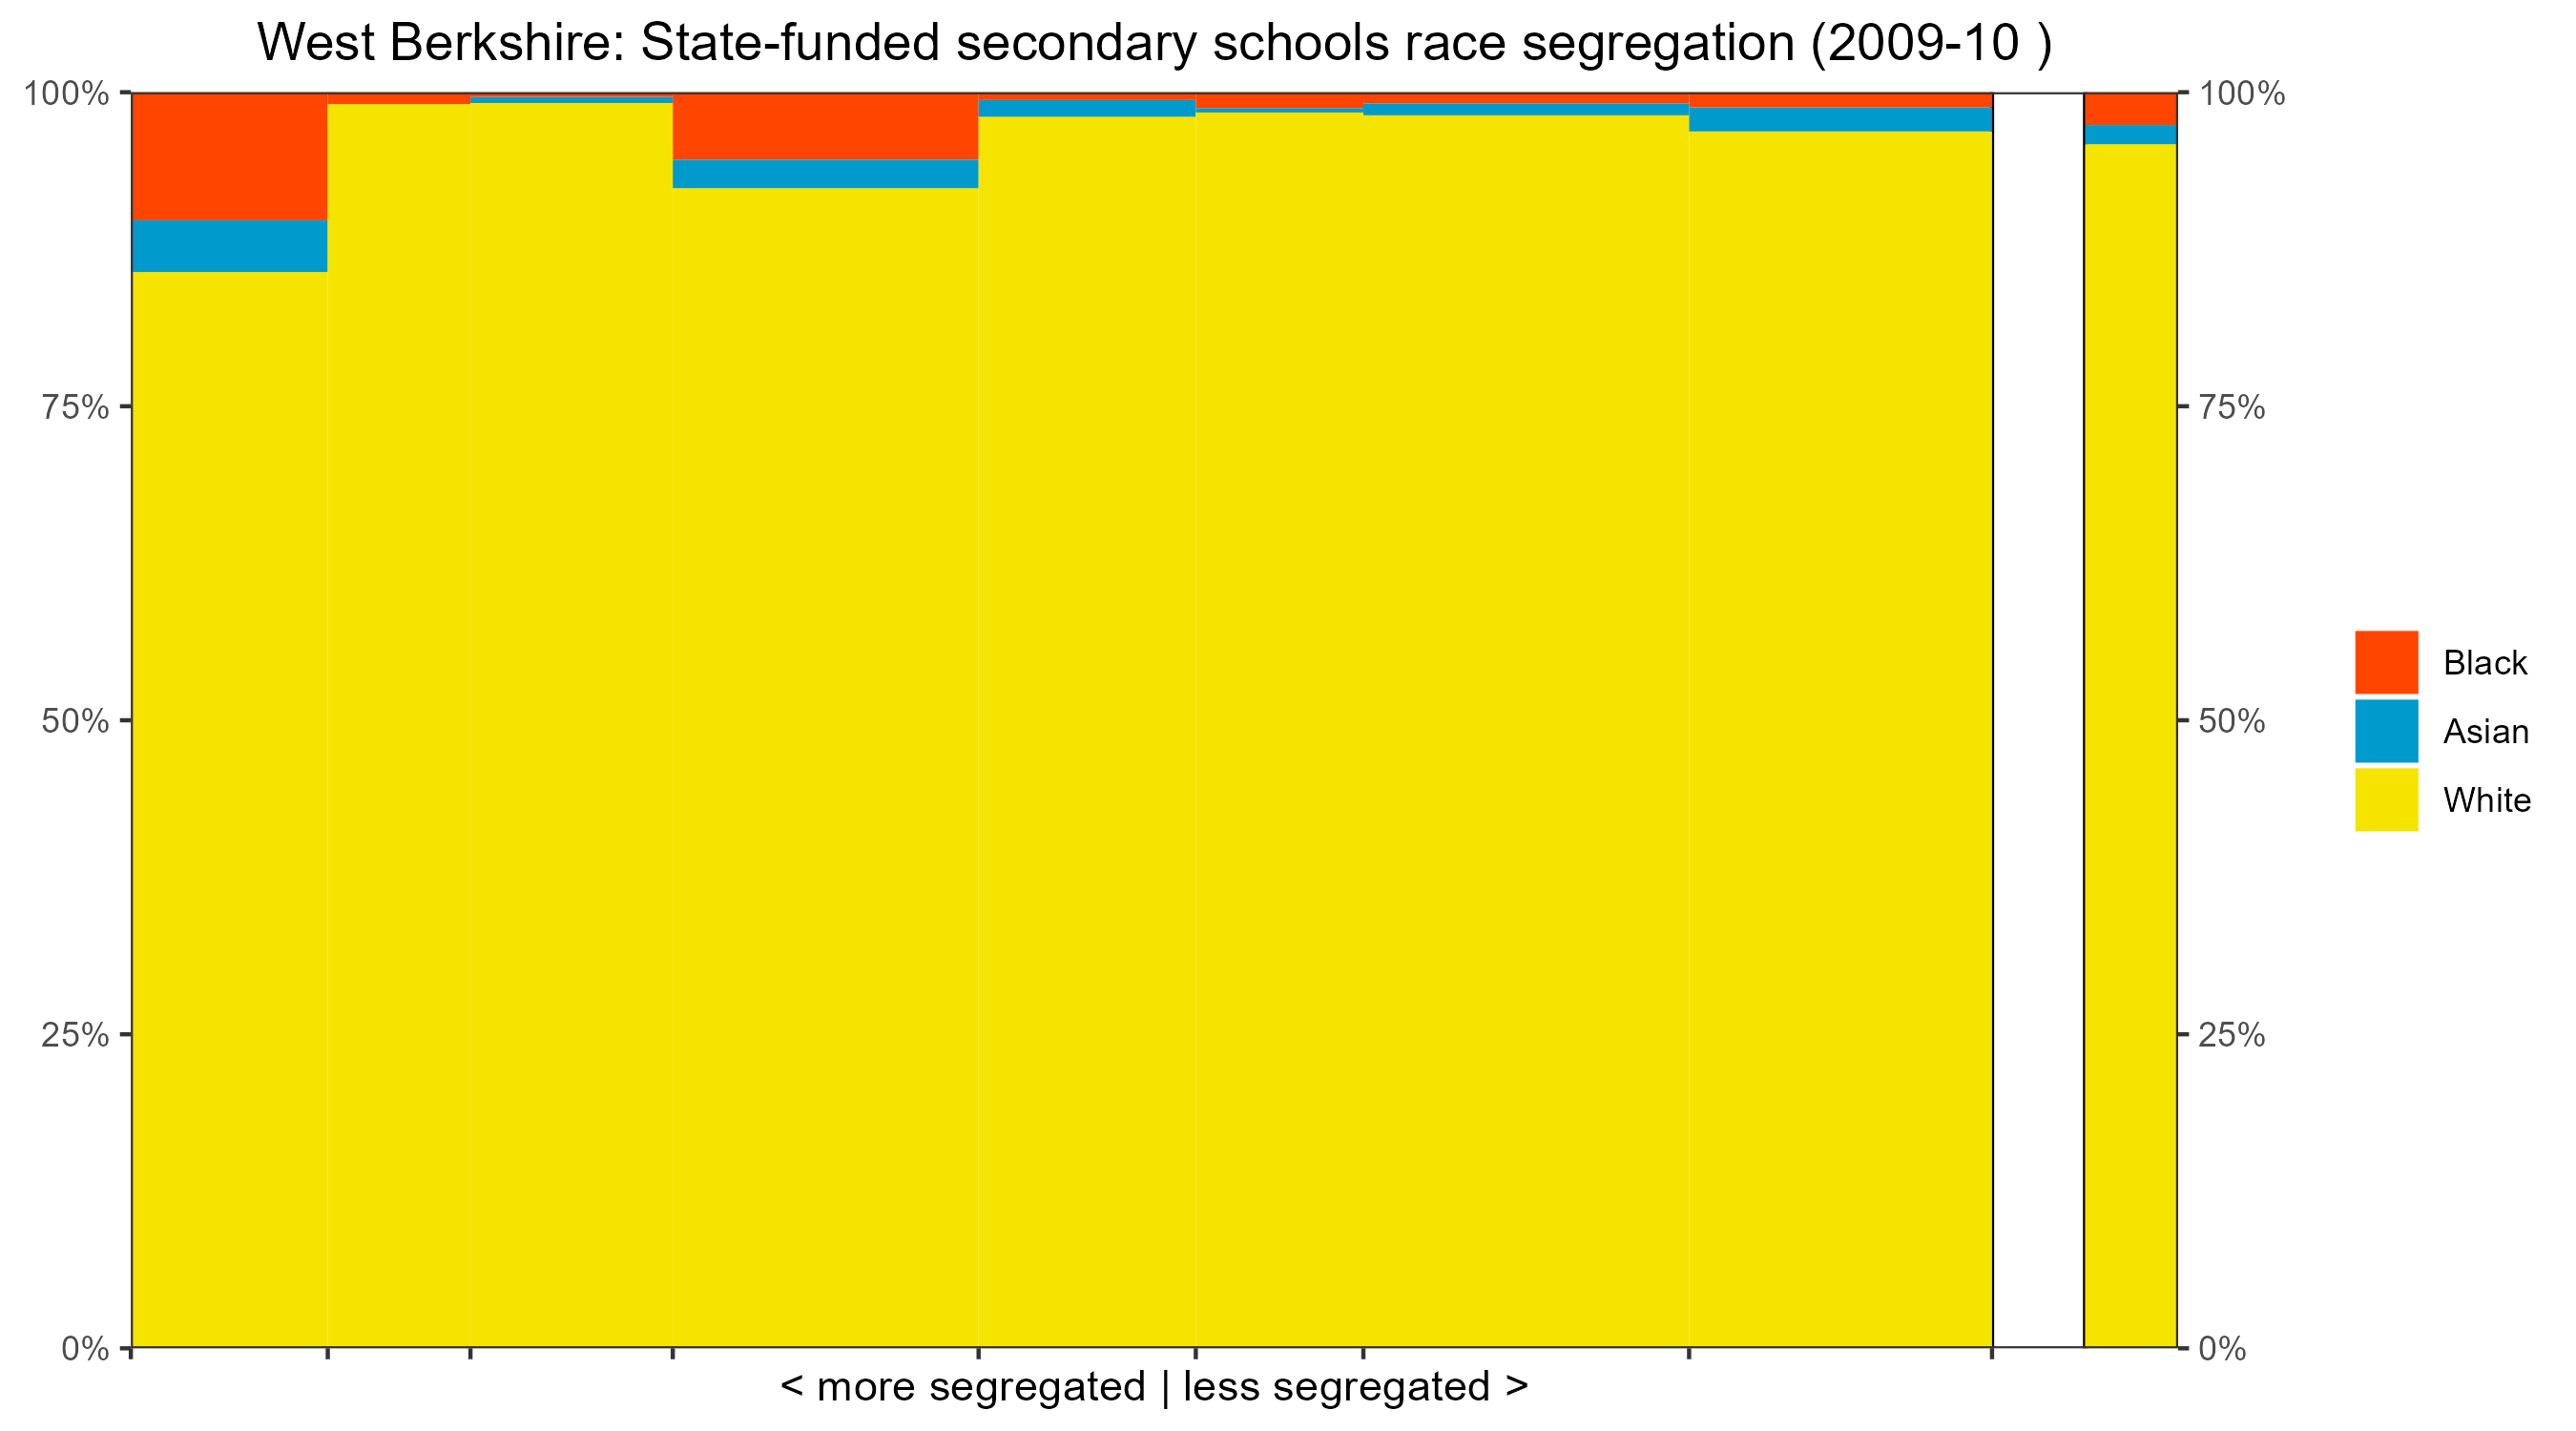 West Berkshire: State-funded secondary schools race segregation (2009-10 )
100%
75%
50%
25%
0%
100%
75%
50%
25%
0%
Black
Asian
White
< more segregated | less segregated >